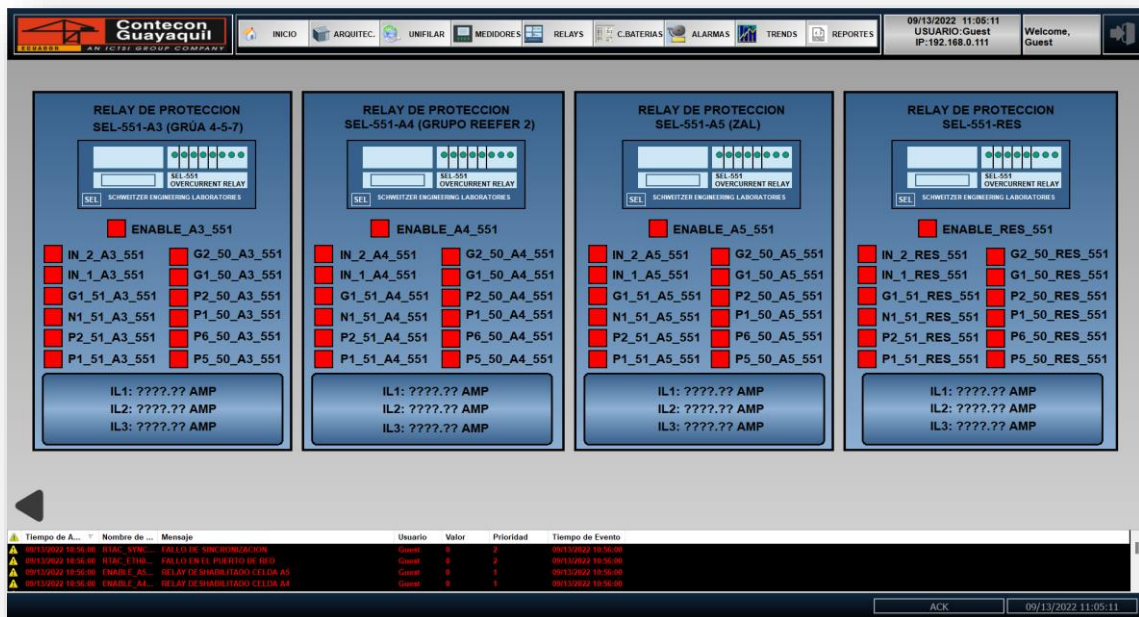 Contecon
Guayaquil
ECUADOR AN ICTSI GROUP COMPANY
INICIO ARQUITEC. UNIFILAR MEDIDORES RELAYS C.BATERIAS ALARMAS TRENDS REPORTES
09/13/2022 11:05:11
USUARIO:Guest
IP:192.168.0.111
Welcome,
Guest
RELAY DE PROTECCION
SEL-551-A3 (GRÚA 4-5-7)
SEL-551
OVERCURRENT RELAY
SEL SCHWEITZER ENGINEERING LABORATORIES
ENABLE_A3_551
IN_2_A3_551 G2_50_A3_551
IN_1_A3_551 G1_50_A3_551
G1_51_A3_551 P2_50_A3_551
N1_51_A3_551 P1_50_A3_551
P2_51_A3_551 P6_50_A3_551
P1_51_A3_551 P5_50_A3_551
IL1: ????.?? AMP
IL2: ????.?? AMP
IL3: ????.?? AMP
RELAY DE PROTECCION
SEL-551-A4 (GRUPO REEFER 2)
SEL-551
OVERCURRENT RELAY
SEL SCHWEITZER ENGINEERING LABORATORIES
ENABLE_A4_551
IN_2_A4_551 G2_50_A4_551
IN_1_A4_551 G1_50_A4_551
G1_51_A4_551 P2_50_A4_551
N1_51_A4_551 P1_50_A4_551
P2_51_A4_551 P6_50_A4_551
P1_51_A4_551 P5_50_A4_551
IL1: ????.?? AMP
IL2: ????.?? AMP
IL3: ????.?? AMP
RELAY DE PROTECCION
SEL-551-A5 (ZAL)
SEL-551
OVERCURRENT RELAY
SEL SCHWEITZER ENGINEERING LABORATORIES
ENABLE_A5_551
IN_2_A5_551 G2_50_A5_551
IN_1_A5_551 G1_50_A5_551
G1_51_A5_551 P2_50_A5_551
N1_51_A5_551 P1_50_A5_551
P2_51_A5_551 P6_50_A5_551
P1_51_A5_551 P5_50_A5_551
IL1: ????.?? AMP
IL2: ????.?? AMP
IL3: ????.?? AMP
RELAY DE PROTECCION
SEL-551-RES
SEL-551
OVERCURRENT RELAY
SEL SCHWEITZER ENGINEERING LABORATORIES
ENABLE_RES_551
IN_2_RES_551 G2_50_RES_551
IN_1_RES_551 G1_50_RES_551
G1_51_RES_551 P2_50_RES_551
N1_51_RES_551 P1_50_RES_551
P2_51_RES_551 P6_50_RES_551
P1_51_RES_551 P5_50_RES_551
IL1: ????.?? AMP
IL2: ????.?? AMP
IL3: ????.?? AMP
Tiempo de A... Nombre de ... Mensaje Usuario Valor Prioridad Tiempo de Evento
09/13/2022 10:56:00 RTAC_SYNC... FALLO DE SINCRONIZACION Guest 0 2 09/13/2022 10:56:00
09/13/2022 10:56:00 RTAC_ETH0... FALLO EN EL PUERTO DE RED Guest 0 2 09/13/2022 10:56:00
09/13/2022 10:56:00 ENABLE_A5... RELAY DESHABILITADO CELDA A5 Guest 0 1 09/13/2022 10:56:00
09/13/2022 10:56:00 ENABLE_A4... RELAY DESHABILITADO CELDA A4 Guest 0 1 09/13/2022 10:56:00
ACK 09/13/2022 11:05:11